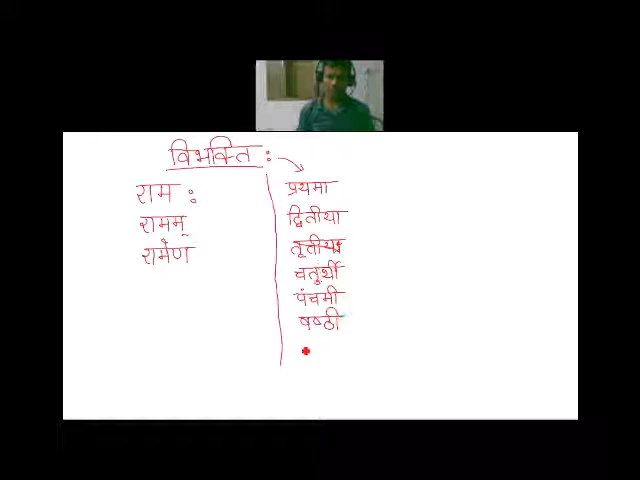 विभक्ति :
राम :
रामम्
रामेण
प्रथमा
द्वितीया
तृतीया
चतुर्थी
पंचमी
षष्ठी